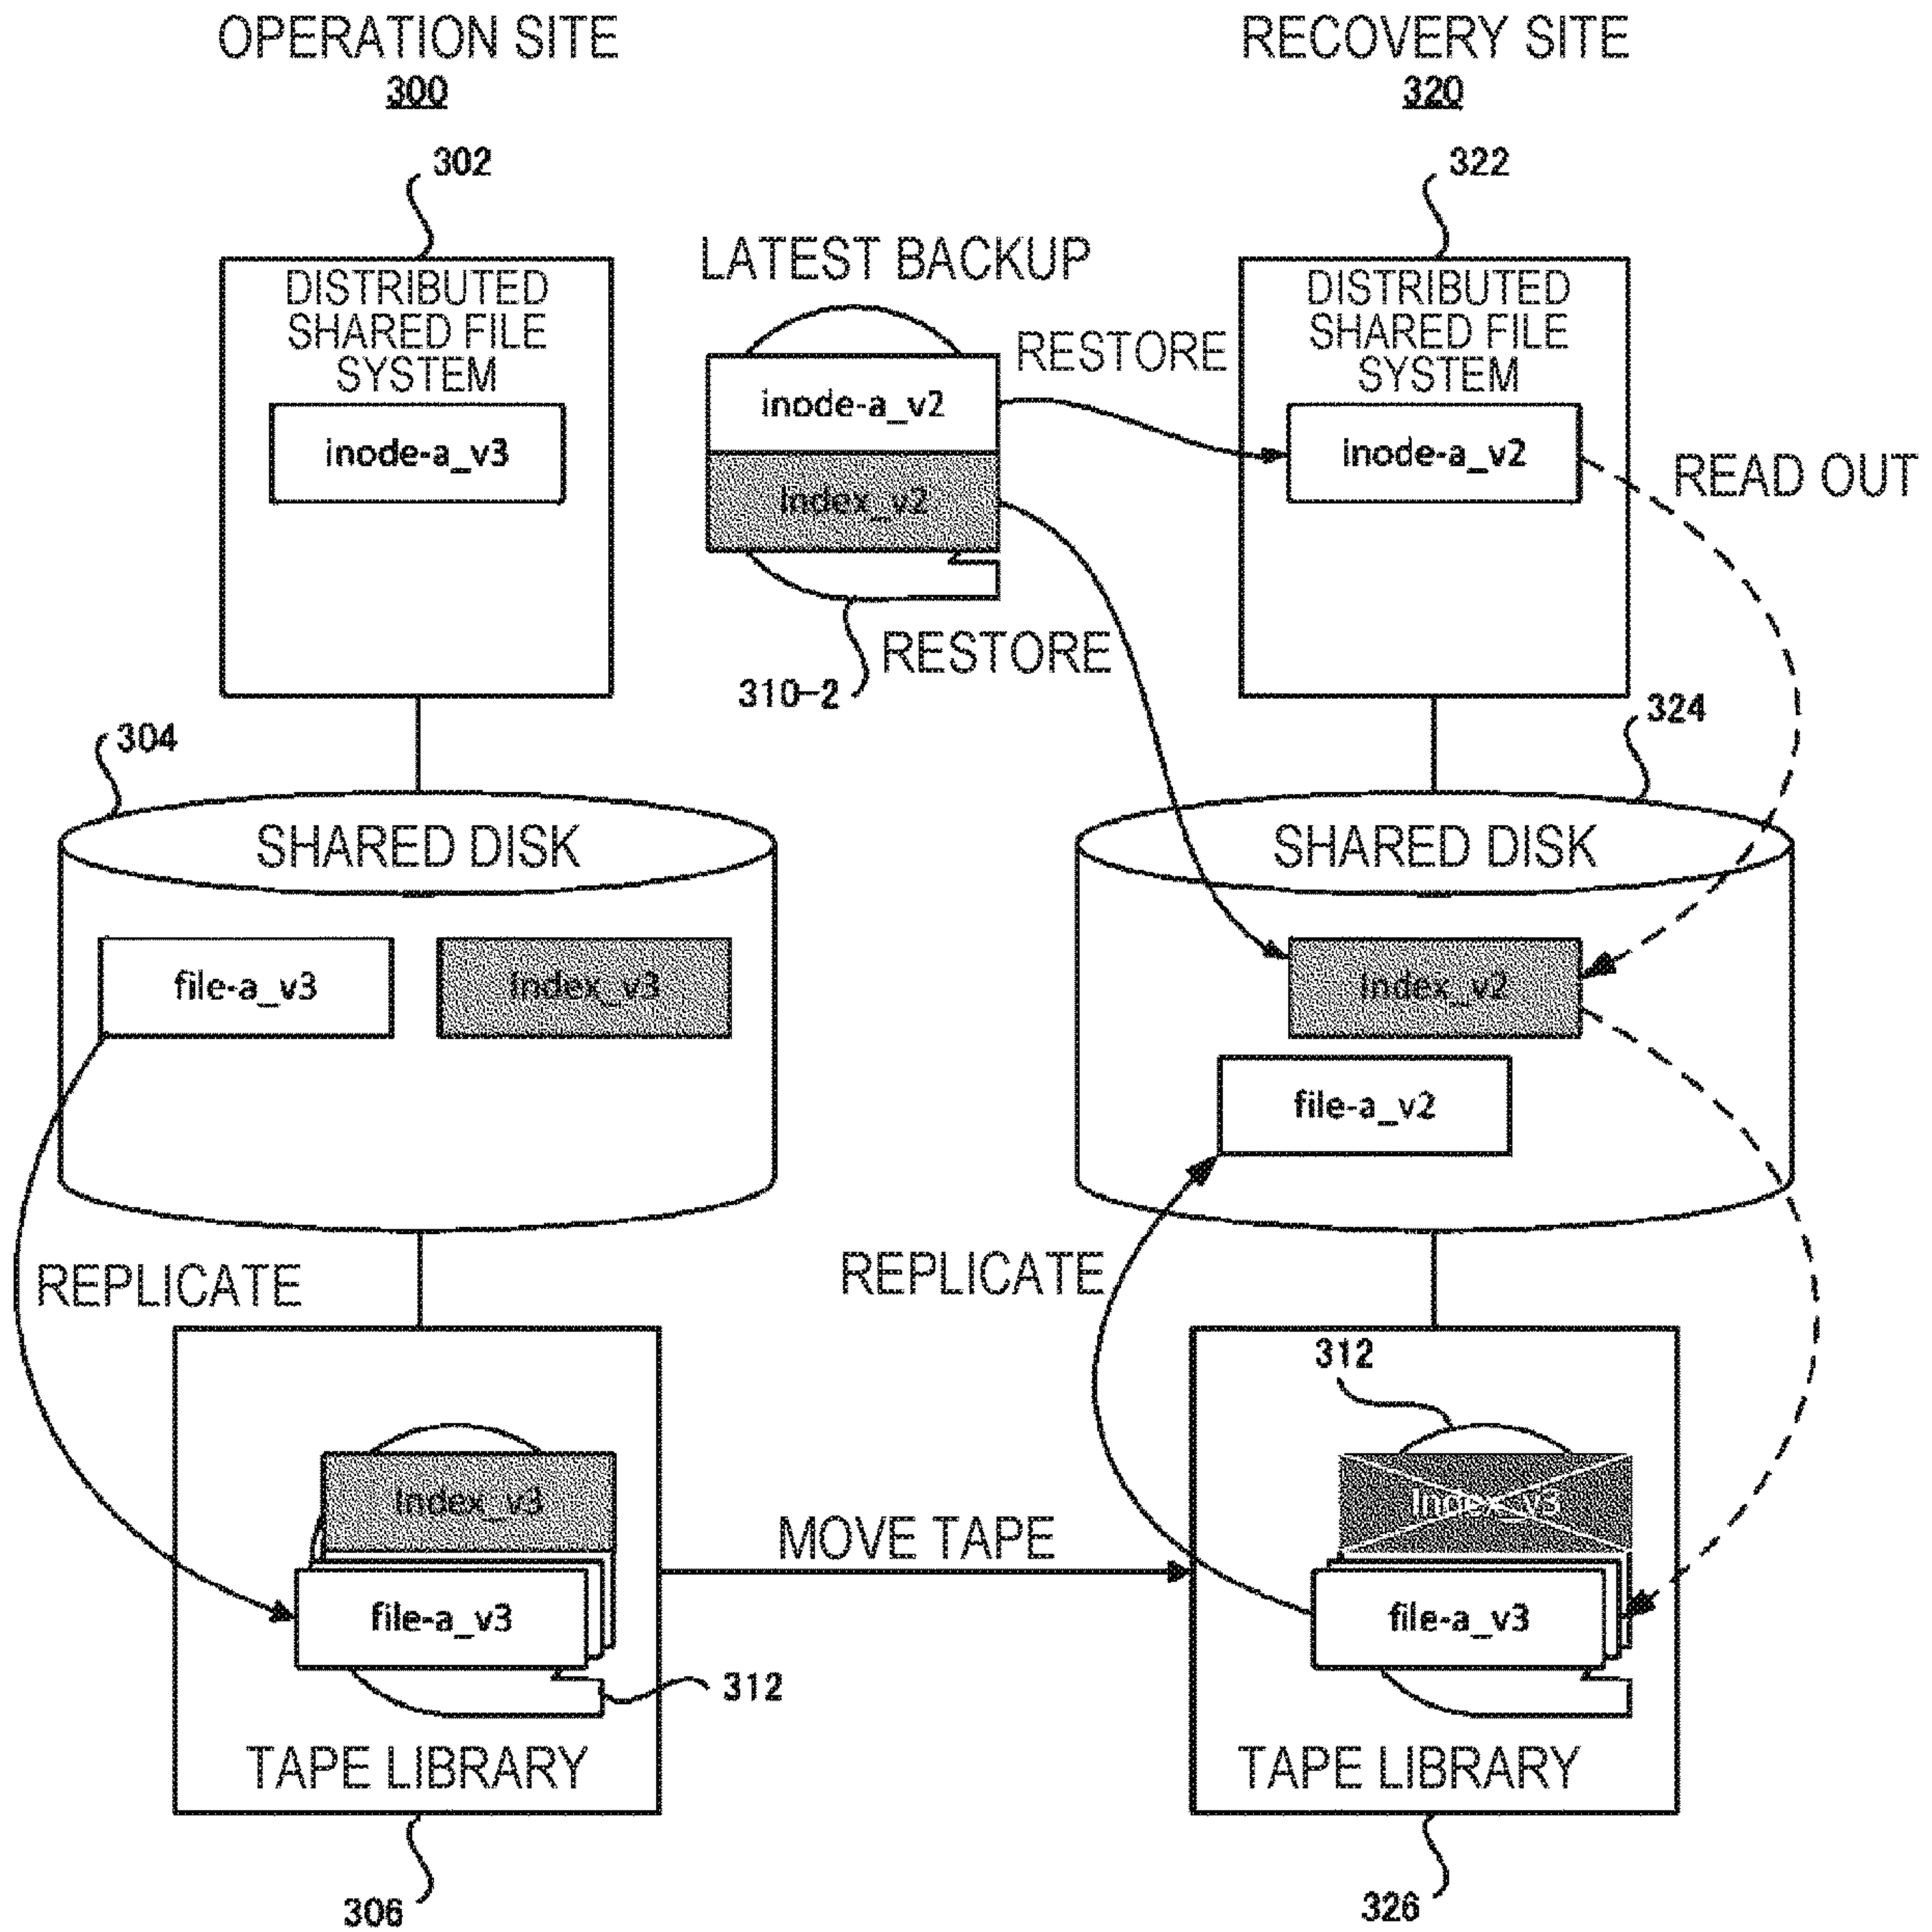 OPERATION SITE
300
RECOVERY SITE
320
302
322
LATEST BACKUP
DISTRIBUTED
SHARED FILE
SYSTEM
inode-a_v3
RESTORE
inode-a_v2
Index_v2
DISTRIBUTED
SHARED FILE
SYSTEM
inode-a_v2
READ OUT
RESTORE
310-2
304
324
SHARED DISK
file-a_v3
Index_v3
SHARED DISK
Index_v2
file-a_v2
REPLICATE
REPLICATE
312
Index_v3
file-a_v3
312
TAPE LIBRARY
MOVE TAPE
Index_v3
file-a_v3
TAPE LIBRARY
306
326